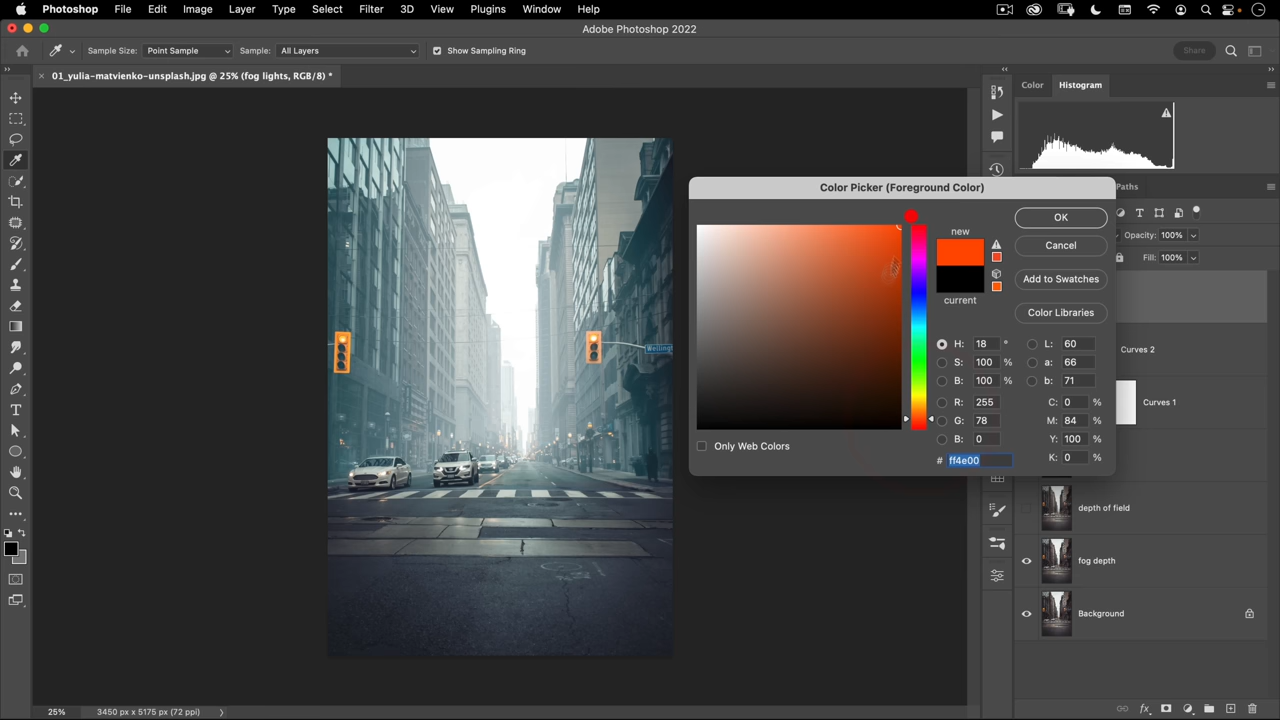 Photoshop File Edit Image Layer Type Select Filter 3D View Plugins Window Help
Adobe Photoshop 2022
Sample Size: Point Sample Sample: All Layers Show Sampling Ring Share
01_yulia-matvienko-unsplash.jpg @ 25% (fog lights, RGB/8) *
Color Histogram
Color Picker (Foreground Color)
Paths
new
OK
Opacity: 100%
Cancel
Fill: 100%
Add to Swatches
current
Color Libraries
H: 18 ° L: 60
S: 100 % a: 66
B: 100 % b: 71
R: 255 C: 0 %
G: 78 M: 84 %
B: 0 Y: 100 %
# ff4e00 K: 0 %
Only Web Colors
Curves 2
Curves 1
Wellingt
depth of field
fog depth
Background
25% 3450 px x 5175 px (72 ppi)